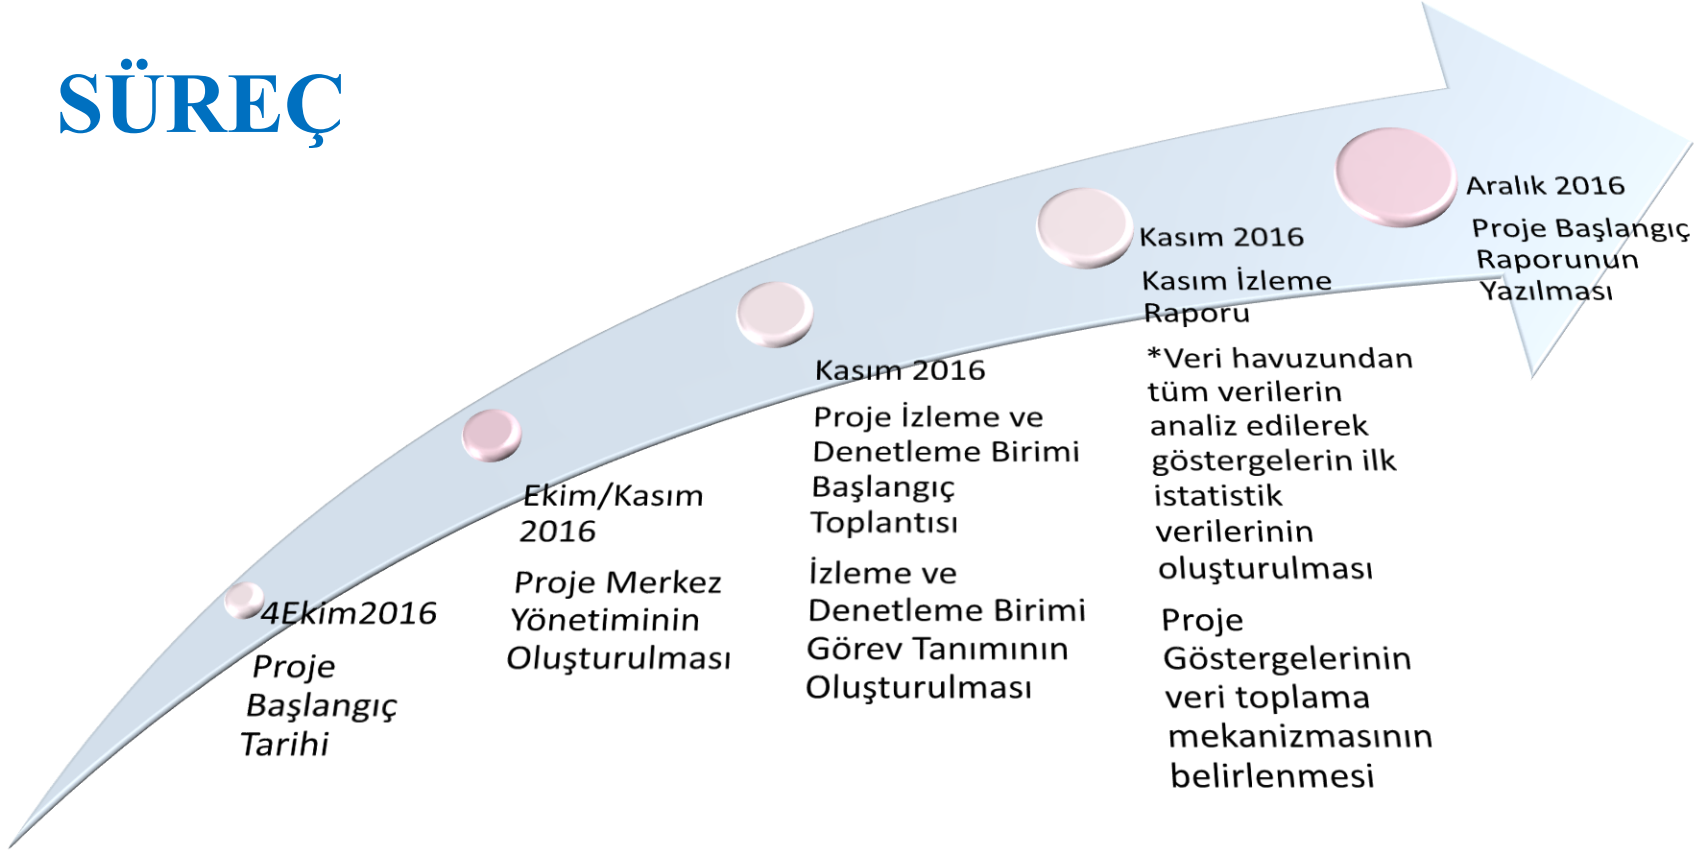 SÜREÇ
4Ekim2016
Proje
Başlangıç
Tarihi
Ekim/Kasım
2016
Proje Merkez
Yönetiminin
Oluşturulması
Kasım 2016
Proje İzleme ve
Denetleme Birimi
Başlangıç
Toplantısı
İzleme ve
Denetleme Birimi
Görev Tanımının
Oluşturulması
Kasım 2016
Kasım İzleme
Raporu
*Veri havuzundan
tüm verilerin
analiz edilerek
göstergelerin ilk
istatistik
verilerinin
oluşturulması
Proje
Göstergelerinin
veri toplama
mekanizmasının
belirlenmesi
Aralık 2016
Proje Başlangıç
Raporunun
Yazılması